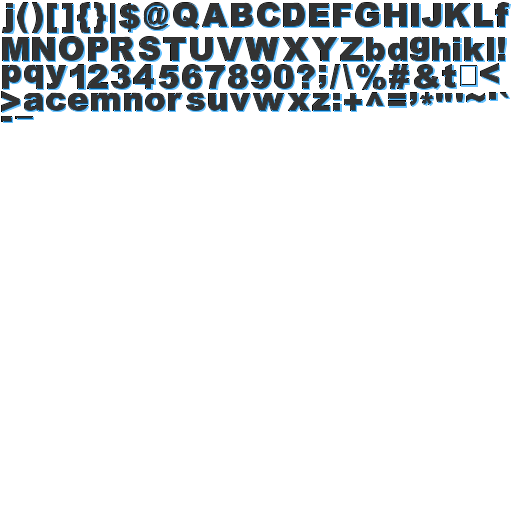 j()[]{}|$@QABCDEFGHIJKLf
MNOPRSTUVWXYZbdghikl!
pqy1234567890?;/\%#&t□<
>acemnorsuvwxz:+^=,*"'~·`
-_